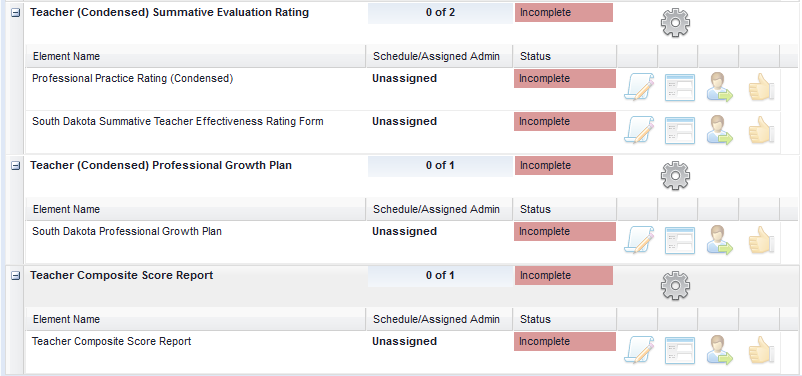 Teacher (Condensed) Summative Evaluation Rating 0 of 2 Incomplete
Element Name Schedule/Assigned Admin Status
Professional Practice Rating (Condensed) Unassigned Incomplete
South Dakota Summative Teacher Effectiveness Rating Form Unassigned Incomplete
Teacher (Condensed) Professional Growth Plan 0 of 1 Incomplete
Element Name Schedule/Assigned Admin Status
South Dakota Professional Growth Plan Unassigned Incomplete
Teacher Composite Score Report 0 of 1 Incomplete
Element Name Schedule/Assigned Admin Status
Teacher Composite Score Report Unassigned Incomplete